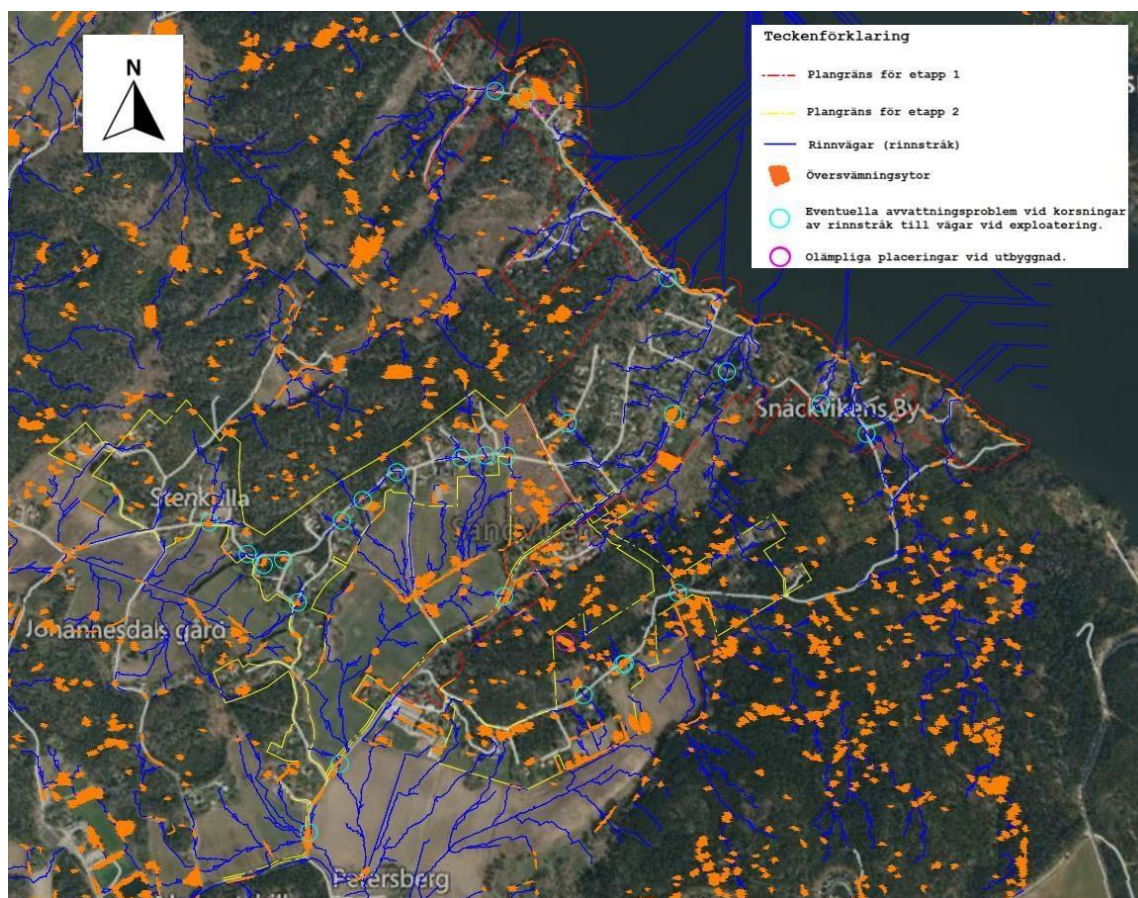 N
Teckenförklaring
Plangräns för etapp 1
Plangräns för etapp 2
Rinnvägar (rinnstråk)
Översvämningsytor
Eventuella avvattningsproblem vid korsningar
av rinnstråk till vägar vid exploatering.
Olämpliga placeringar vid utbyggnad.
Snäckvikens By
Stenkulla
Johannesdals gård
Petersberg